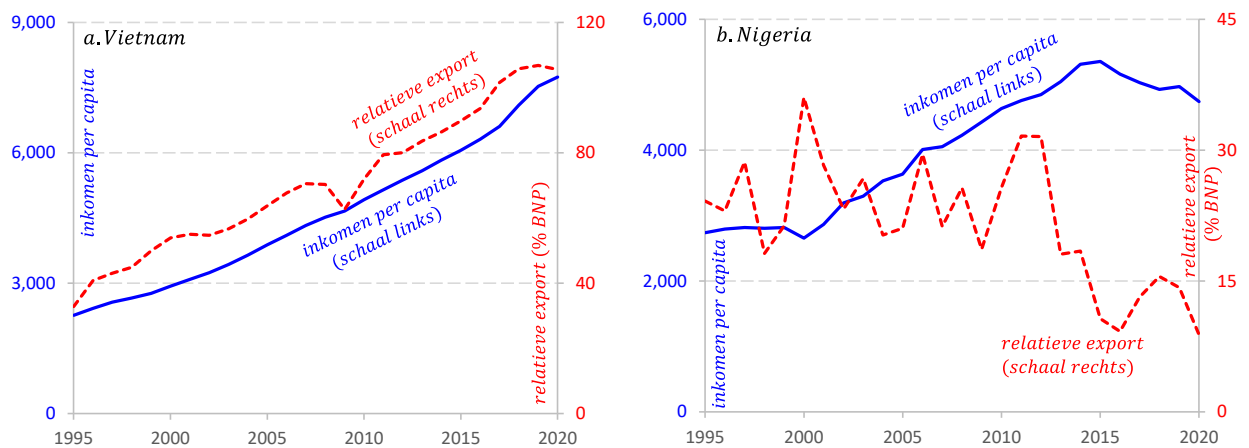 a. Vietnam
9,000
6,000
3,000
0
inkomen per capita
relatieve export
(schaal rechts)
inkomen per capita
(schaal links)
120
80
40
0
relatieve export (% BNP)
1995 2000 2005 2010 2015 2020
b. Nigeria
6,000
4,000
2,000
0
inkomen per capita
inkomen per capita
(schaal links)
relatieve export
(schaal rechts)
45
30
15
0
relatieve export
(% BNP)
1995 2000 2005 2010 2015 2020